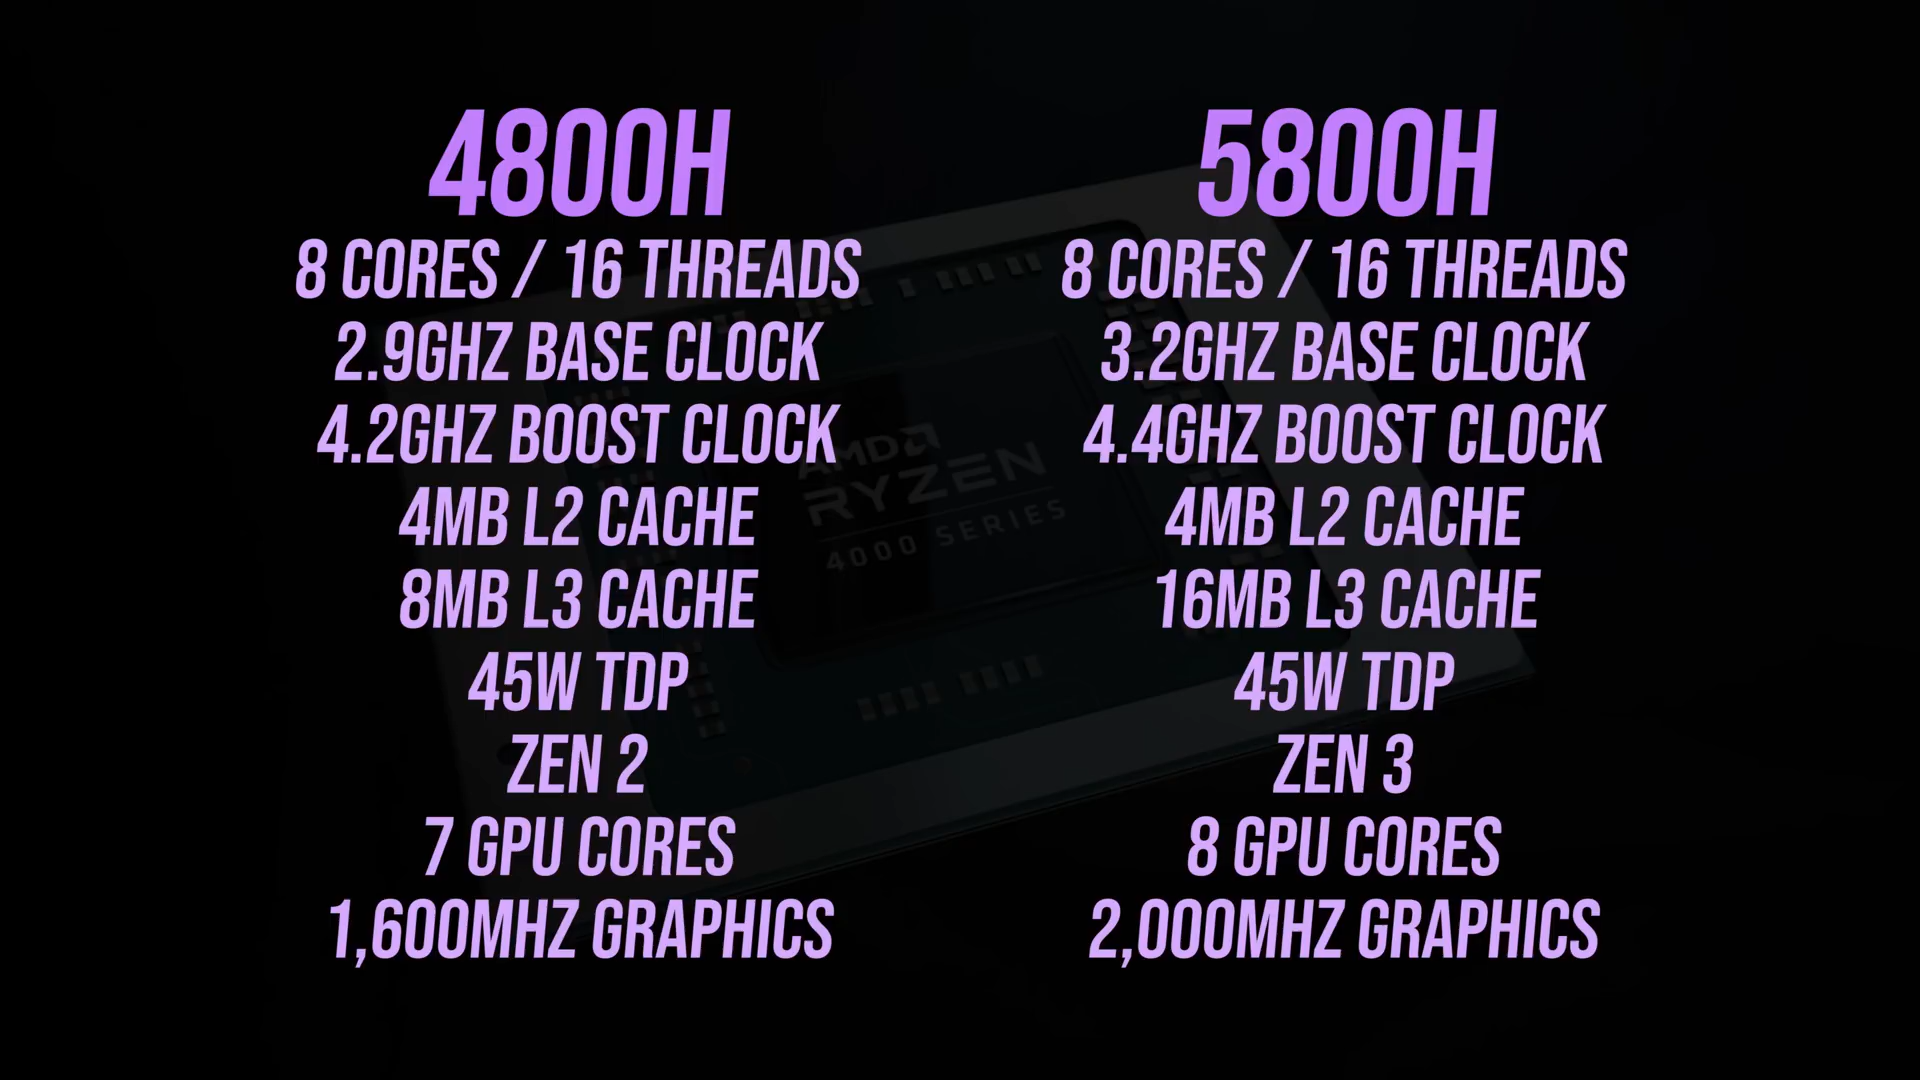 4800H
8 CORES / 16 THREADS
2.9GHZ BASE CLOCK
4.2GHZ BOOST CLOCK
4MB L2 CACHE
8MB L3 CACHE
45W TDP
ZEN 2
7 GPU CORES
1,600MHZ GRAPHICS
5800H
8 CORES / 16 THREADS
3.2GHZ BASE CLOCK
4.4GHZ BOOST CLOCK
4MB L2 CACHE
16MB L3 CACHE
45W TDP
ZEN 3
8 GPU CORES
2,000MHZ GRAPHICS
AMD
RYZEN
4000 SERIES